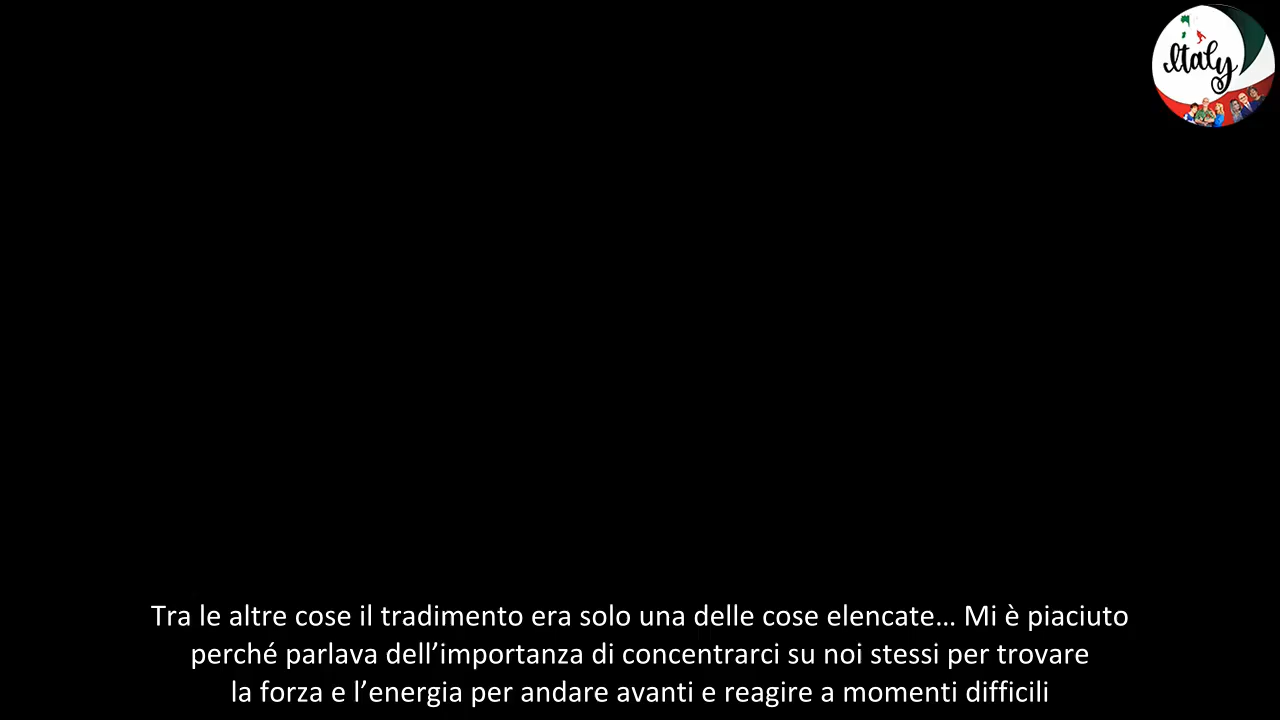 Italy
Tra le altre cose il tradimento era solo una delle cose elencate… Mi è piaciuto
perché parlava dell’importanza di concentrarci su noi stessi per trovare
la forza e l’energia per andare avanti e reagire a momenti difficili